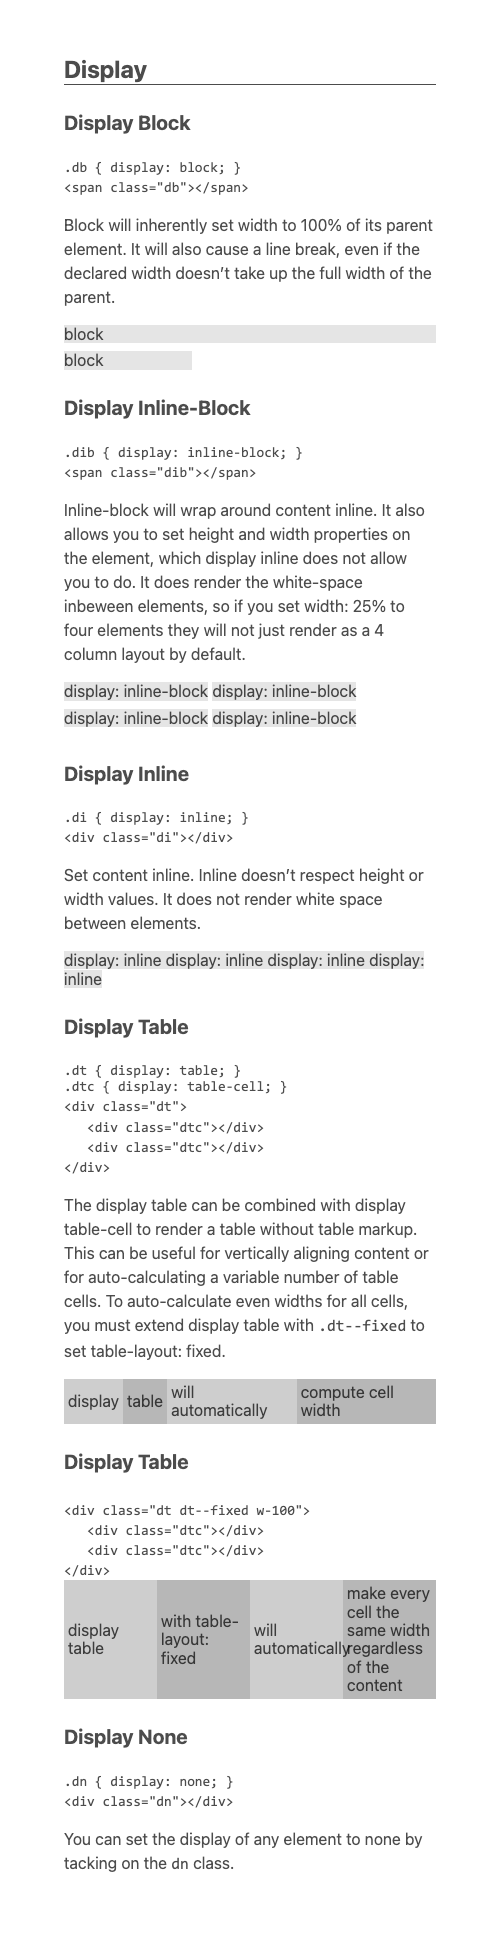 Display
Display Block
.db { display: block; }
<span class="db"></span>
Block will inherently set width to 100% of its parent
element. It will also cause a line break, even if the
declared width doesn’t take up the full width of the
parent.
block
block
Display Inline-Block
.dib { display: inline-block; }
<span class="dib"></span>
Inline-block will wrap around content inline. It also
allows you to set height and width properties on
the element, which display inline does not allow
you to do. It does render the white-space
inbeween elements, so if you set width: 25% to
four elements they will not just render as a 4
column layout by default.
display: inline-block display: inline-block
display: inline-block display: inline-block
Display Inline
.di { display: inline; }
<div class="di"></div>
Set content inline. Inline doesn’t respect height or
width values. It does not render white space
between elements.
display: inline display: inline display: inline display:
inline
Display Table
.dt { display: table; }
.dtc { display: table-cell; }
<div class="dt">
   <div class="dtc"></div>
   <div class="dtc"></div>
</div>
The display table can be combined with display
table-cell to render a table without table markup.
This can be useful for vertically aligning content or
for auto-calculating a variable number of table
cells. To auto-calculate even widths for all cells,
you must extend display table with .dt--fixed to
set table-layout: fixed.
display
table
will
automatically
compute cell
width
Display Table
<div class="dt dt--fixed w-100">
   <div class="dtc"></div>
   <div class="dtc"></div>
</div>
display
table
with table-
layout:
fixed
will
automatically
make every
cell the
same width
regardless
of the
content
Display None
.dn { display: none; }
<div class="dn"></div>
You can set the display of any element to none by
tacking on the dn class.